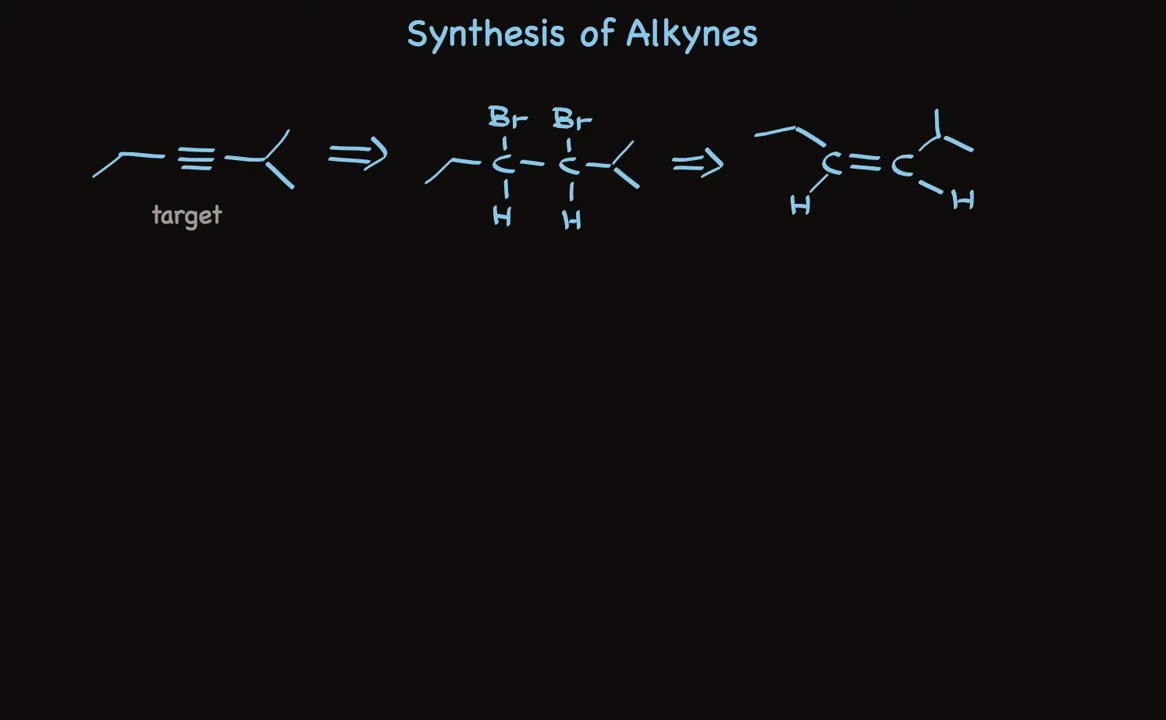 Synthesis of Alkynes
Br Br
C C
H H
C C
H H
target